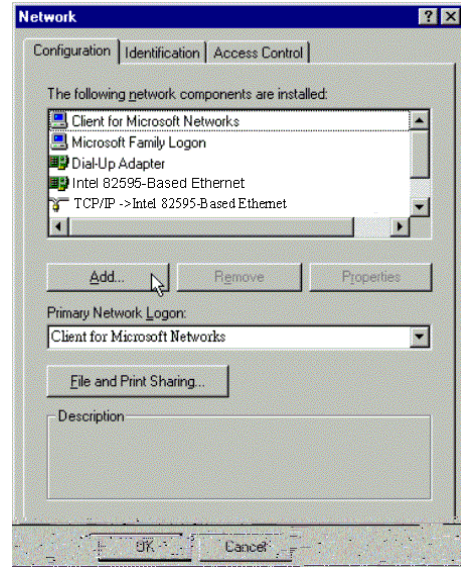 Network
Configuration Identification Access Control
The following network components are installed:
Client for Microsoft Networks
Microsoft Family Logon
Dial-Up Adapter
Intel 82595-Based Ethernet
TCP/IP ->Intel 82595-Based Ethernet
Add... Remove Properties
Primary Network Logon:
Client for Microsoft Networks
File and Print Sharing...
Description
OK Cancel